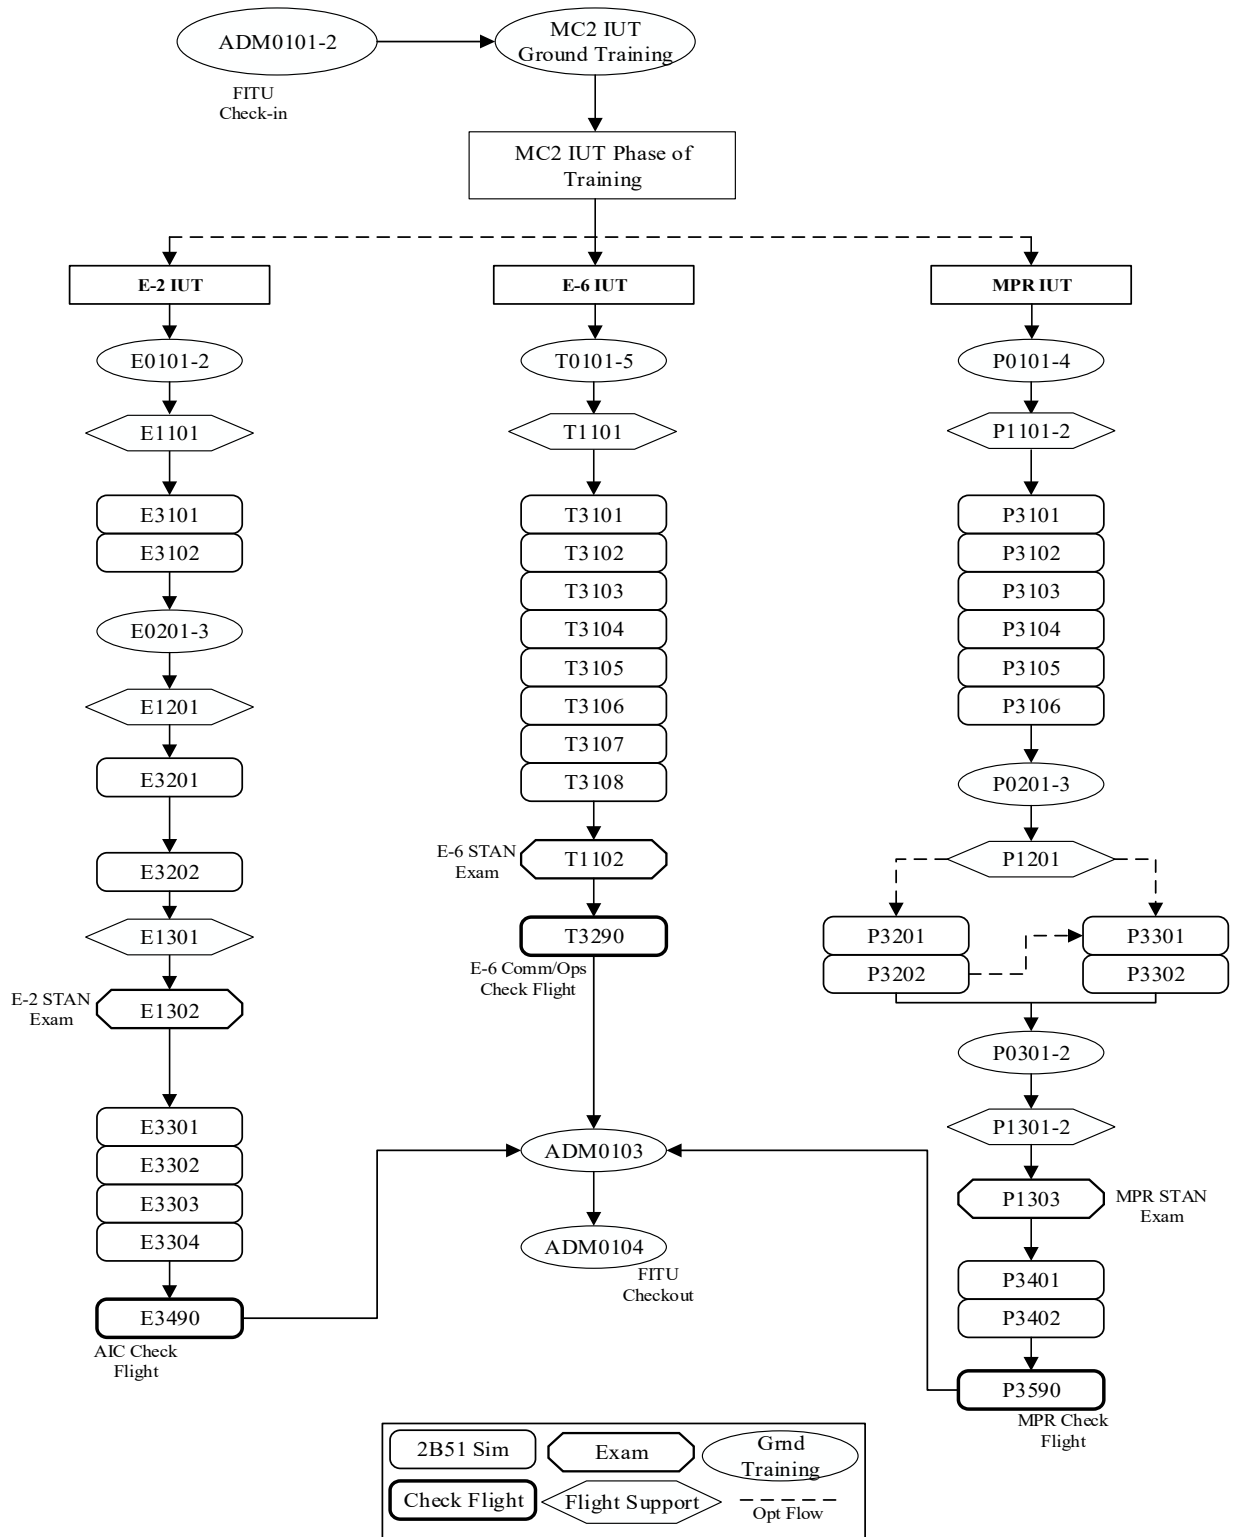 ADM0101-2
MC2 IUT
Ground Training
FITU
Check-in
MC2 IUT Phase of
Training
E-2 IUT
E-6 IUT
MPR IUT
E0101-2
T0101-5
P0101-4
E1101
T1101
P1101-2
E3101
E3102
E0201-3
E1201
E3201
E3202
E1301
E-2 STAN
Exam
E1302
E3301
E3302
E3303
E3304
E3490
AIC Check
Flight
T3101
T3102
T3103
T3104
T3105
T3106
T3107
T3108
E-6 STAN
Exam
T1102
T3290
E-6 Comm/Ops
Check Flight
ADM0103
ADM0104
FITU
Checkout
P3101
P3102
P3103
P3104
P3105
P3106
P0201-3
P1201
P3201
P3202
P3301
P3302
P0301-2
P1301-2
P1303
MPR STAN
Exam
P3401
P3402
P3590
MPR Check
Flight
2B51 Sim
Exam
Grnd
Training
Check Flight
Flight Support
Opt Flow